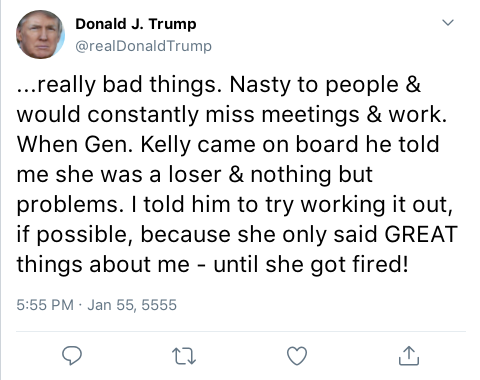 Donald J. Trump
@realDonaldTrump
...really bad things. Nasty to people &
would constantly miss meetings & work.
When Gen. Kelly came on board he told
me she was a loser & nothing but
problems. I told him to try working it out,
if possible, because she only said GREAT
things about me - until she got fired!
5:55 PM · Jan 55, 5555